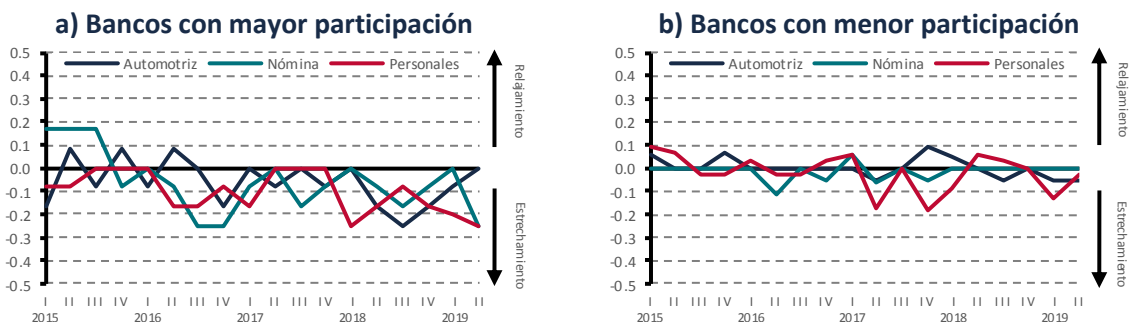 a) Bancos con mayor participación
0.5
0.4
0.3
0.2
0.1
0.0
-0.1
-0.2
-0.3
-0.4
-0.5
Automotriz Nómina Personales
Relajamiento
Estrechamiento
I II III IV I II III IV I II III IV I II III IV I II
2015 2016 2017 2018 2019
b) Bancos con menor participación
0.5
0.4
0.3
0.2
0.1
0.0
-0.1
-0.2
-0.3
-0.4
-0.5
Automotriz Nómina Personales
Relajamiento
Estrechamiento
I II III IV I II III IV I II III IV I II III IV I II
2015 2016 2017 2018 2019